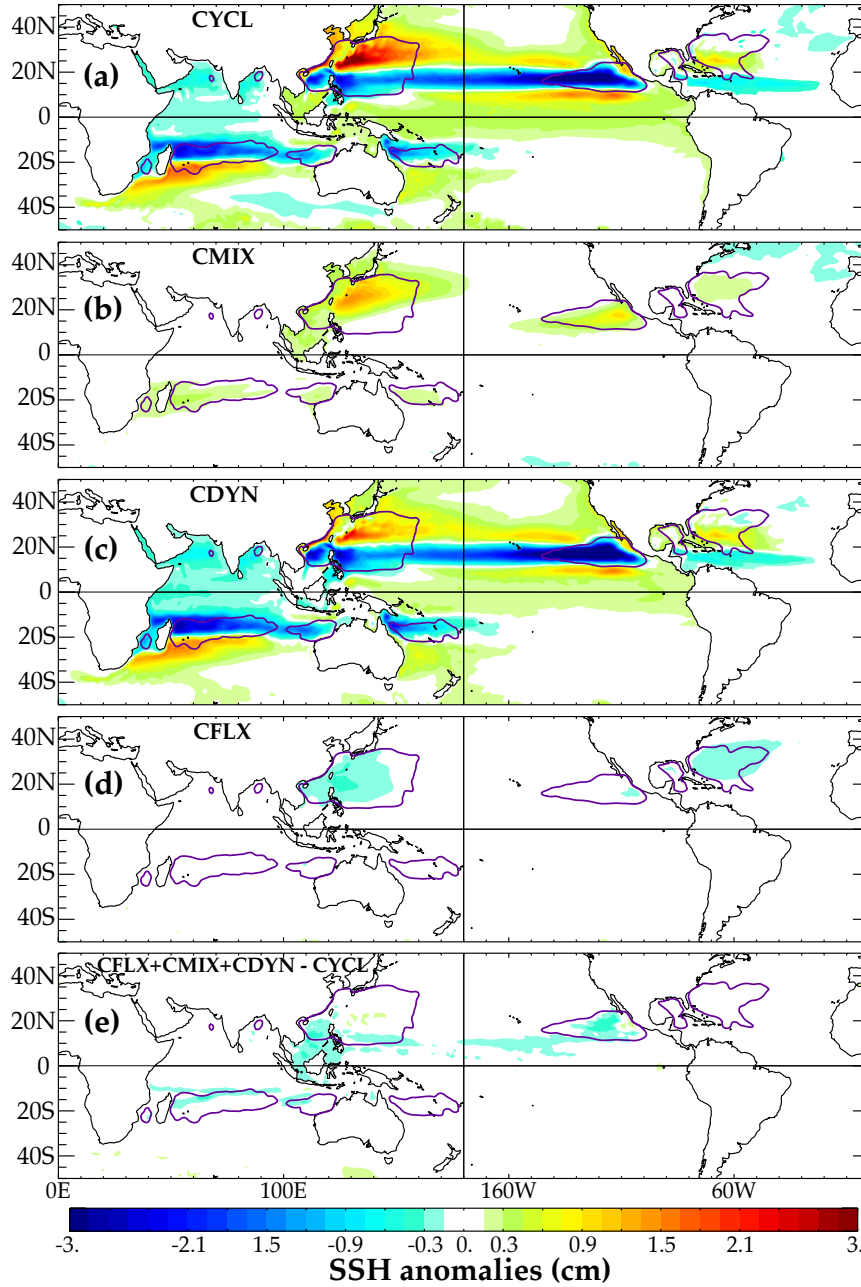 CYCL
(a)
40N
20N
0
20S
40S
CMIX
(b)
40N
20N
0
20S
40S
CDYN
(c)
40N
20N
0
20S
40S
CFLX
(d)
40N
20N
0
20S
40S
CFLX+CMIX+CDYN - CYCL
(e)
40N
20N
0
20S
40S
0E 100E 160W 60W
-3. -2.1 1.5 -0.9 -0.3 0. 0.3 0.9 1.5 2.1 3.
SSH anomalies (cm)